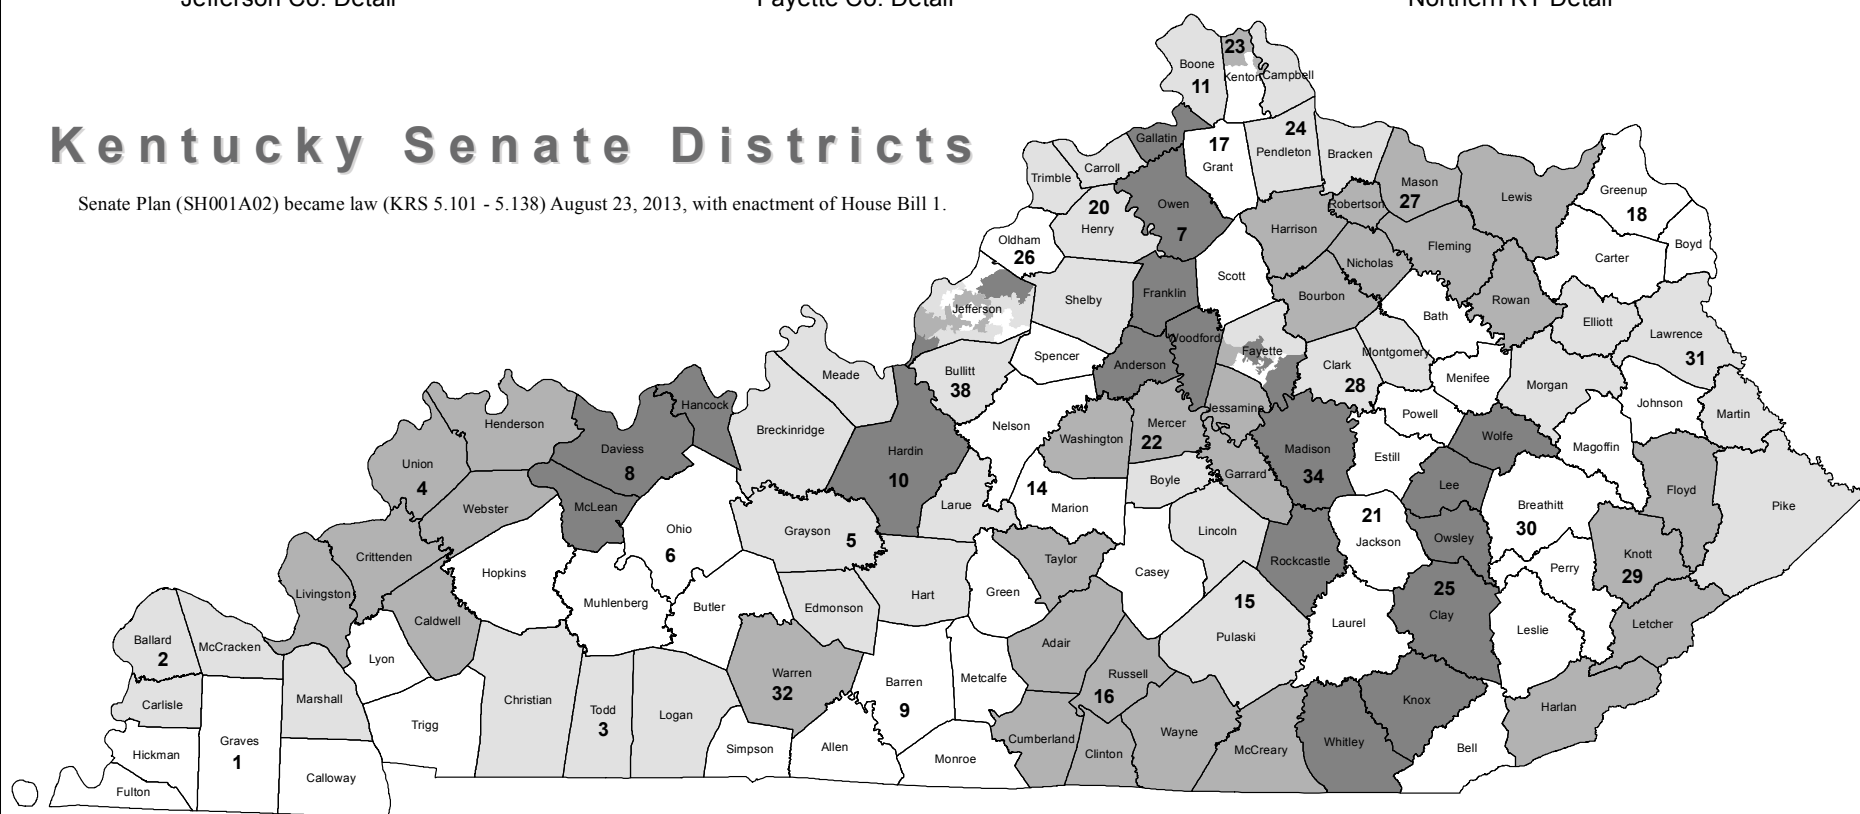 Jefferson Co. Detail
Fayette Co. Detail
Northern KY Detail
Kentucky Senate Districts
Senate Plan (SH001A02) became law (KRS 5.101 - 5.138) August 23, 2013, with enactment of House Bill 1.
23
Boone
11
Kenton
Campbell
Gallatin
17
Grant
24
Pendleton
Bracken
Mason
27
Lewis
Greenup
18
Boyd
Carter
Trimble
Carroll
20
Henry
Owen
7
Robertson
Harrison
Fleming
Nicholas
Rowan
Oldham
26
Jefferson
Shelby
Franklin
Scott
Bourbon
Bath
Elliott
Lawrence
31
Spencer
Anderson
Woodford
Fayette
Clark
28
Montgomery
Menifee
Morgan
Johnson
Martin
Bullitt
38
Meade
Breckinridge
Hardin
10
Nelson
Washington
Mercer
22
Jessamine
Garrard
Madison
34
Estill
Powell
Wolfe
Magoffin
Floyd
Pike
Henderson
Hancock
Daviess
8
Union
4
Webster
McLean
Ohio
6
Grayson
5
Larue
14
Marion
Boyle
Lincoln
Rockcastle
21
Jackson
Lee
Owsley
Breathitt
30
Perry
Knott
29
Crittenden
Livingston
Hopkins
Caldwell
Muhlenberg
Butler
Edmonson
Hart
Green
Taylor
Casey
15
Pulaski
Laurel
25
Clay
Leslie
Letcher
Ballard
2
McCracken
Lyon
Carlisle
Marshall
Christian
Todd
3
Logan
Warren
32
Barren
9
Metcalfe
Adair
Russell
16
Knox
Harlan
Hickman
Graves
1
Trigg
Fulton
Calloway
Simpson
Allen
Monroe
Cumberland
Clinton
Wayne
McCreary
Whitley
Bell